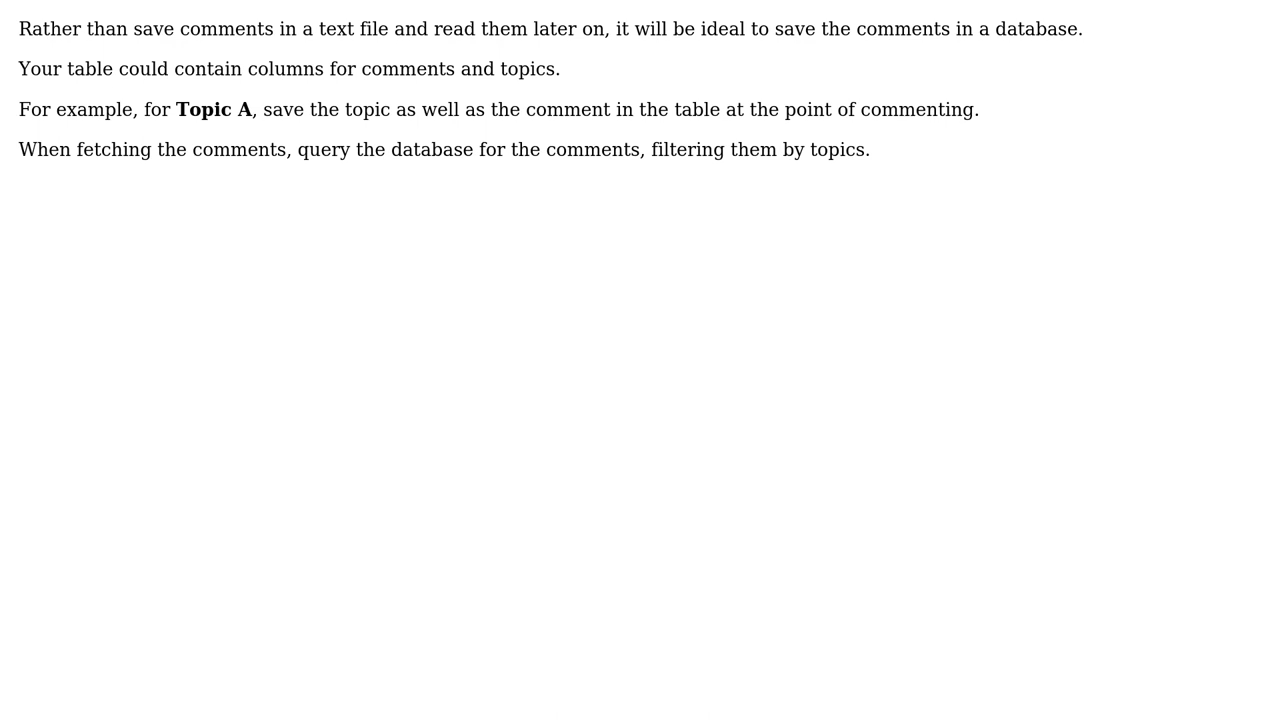 Rather than save comments in a text file and read them later on, it will be ideal to save the comments in a database.
Your table could contain columns for comments and topics.
For example, for Topic A, save the topic as well as the comment in the table at the point of commenting.
When fetching the comments, query the database for the comments, filtering them by topics.